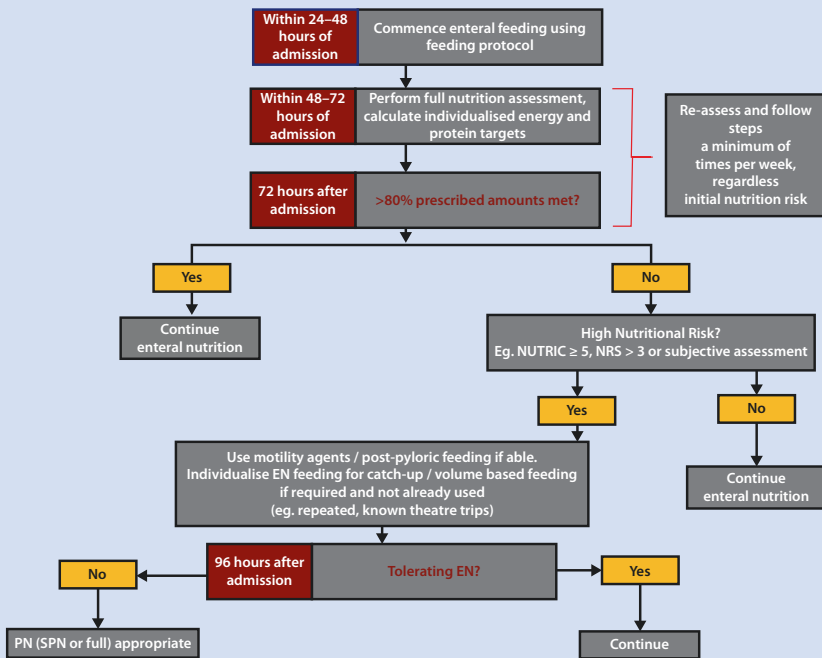 Within 24–48
hours of
admission
Commence enteral feeding using
feeding protocol
Within 48–72
hours of
admission
Perform full nutrition assessment,
calculate individualised energy and
protein targets
Re-assess and follow
steps
a minimum of
times per week,
regardless
initial nutrition risk
72 hours after
admission
>80% prescribed amounts met?
Yes
No
Continue
enteral nutrition
High Nutritional Risk?
Eg. NUTRIC ≥ 5, NRS > 3 or subjective assessment
Yes
No
Use motility agents / post-pyloric feeding if able.
Individualise EN feeding for catch-up / volume based feeding
if required and not already used
(eg. repeated, known theatre trips)
Continue
enteral nutrition
96 hours after
admission
Tolerating EN?
No
Yes
PN (SPN or full) appropriate
Continue